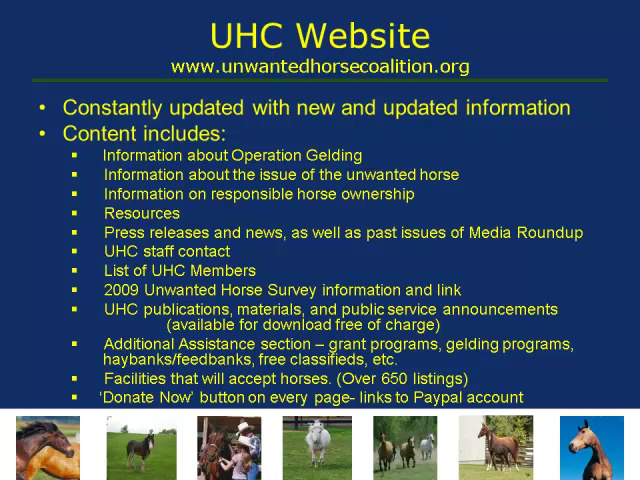 UHC Website
www.unwantedhorsecoalition.org
• Constantly updated with new and updated information
• Content includes:
▪ Information about Operation Gelding
▪ Information about the issue of the unwanted horse
▪ Information on responsible horse ownership
▪ Resources
▪ Press releases and news, as well as past issues of Media Roundup
▪ UHC staff contact
▪ List of UHC Members
▪ 2009 Unwanted Horse Survey information and link
▪ UHC publications, materials, and public service announcements
(available for download free of charge)
▪ Additional Assistance section – grant programs, gelding programs,
haybanks/feedbanks, free classifieds, etc.
▪ Facilities that will accept horses. (Over 650 listings)
▪ ‘Donate Now’ button on every page- links to Paypal account